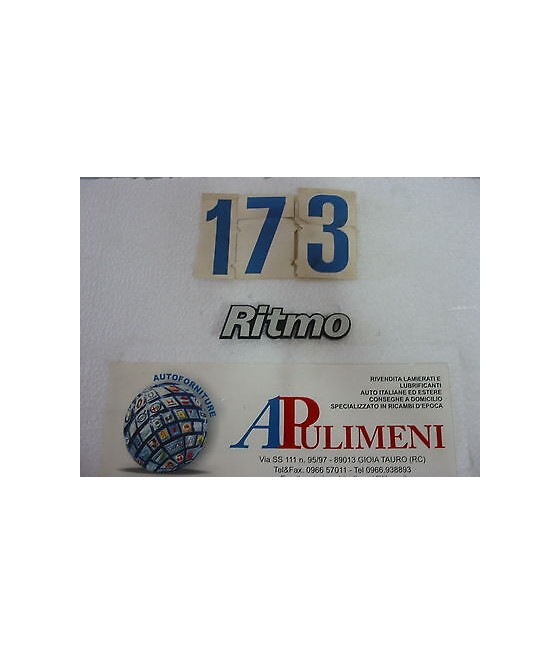 173
Ritmo
AUTOFORNITURE
RIVENDITA LAMIERATI E
LUBRIFICANTI
AUTO ITALIANE ED ESTERE
CONSEGNE A DOMICILIO
SPECIALIZZATO IN RICAMBI D'EPOCA
APULIMENI
Via SS 111 n. 95/97 - 89013 GIOIA TAURO (RC)
Tel&Fax. 0966 57011 - Tel 0966.938893